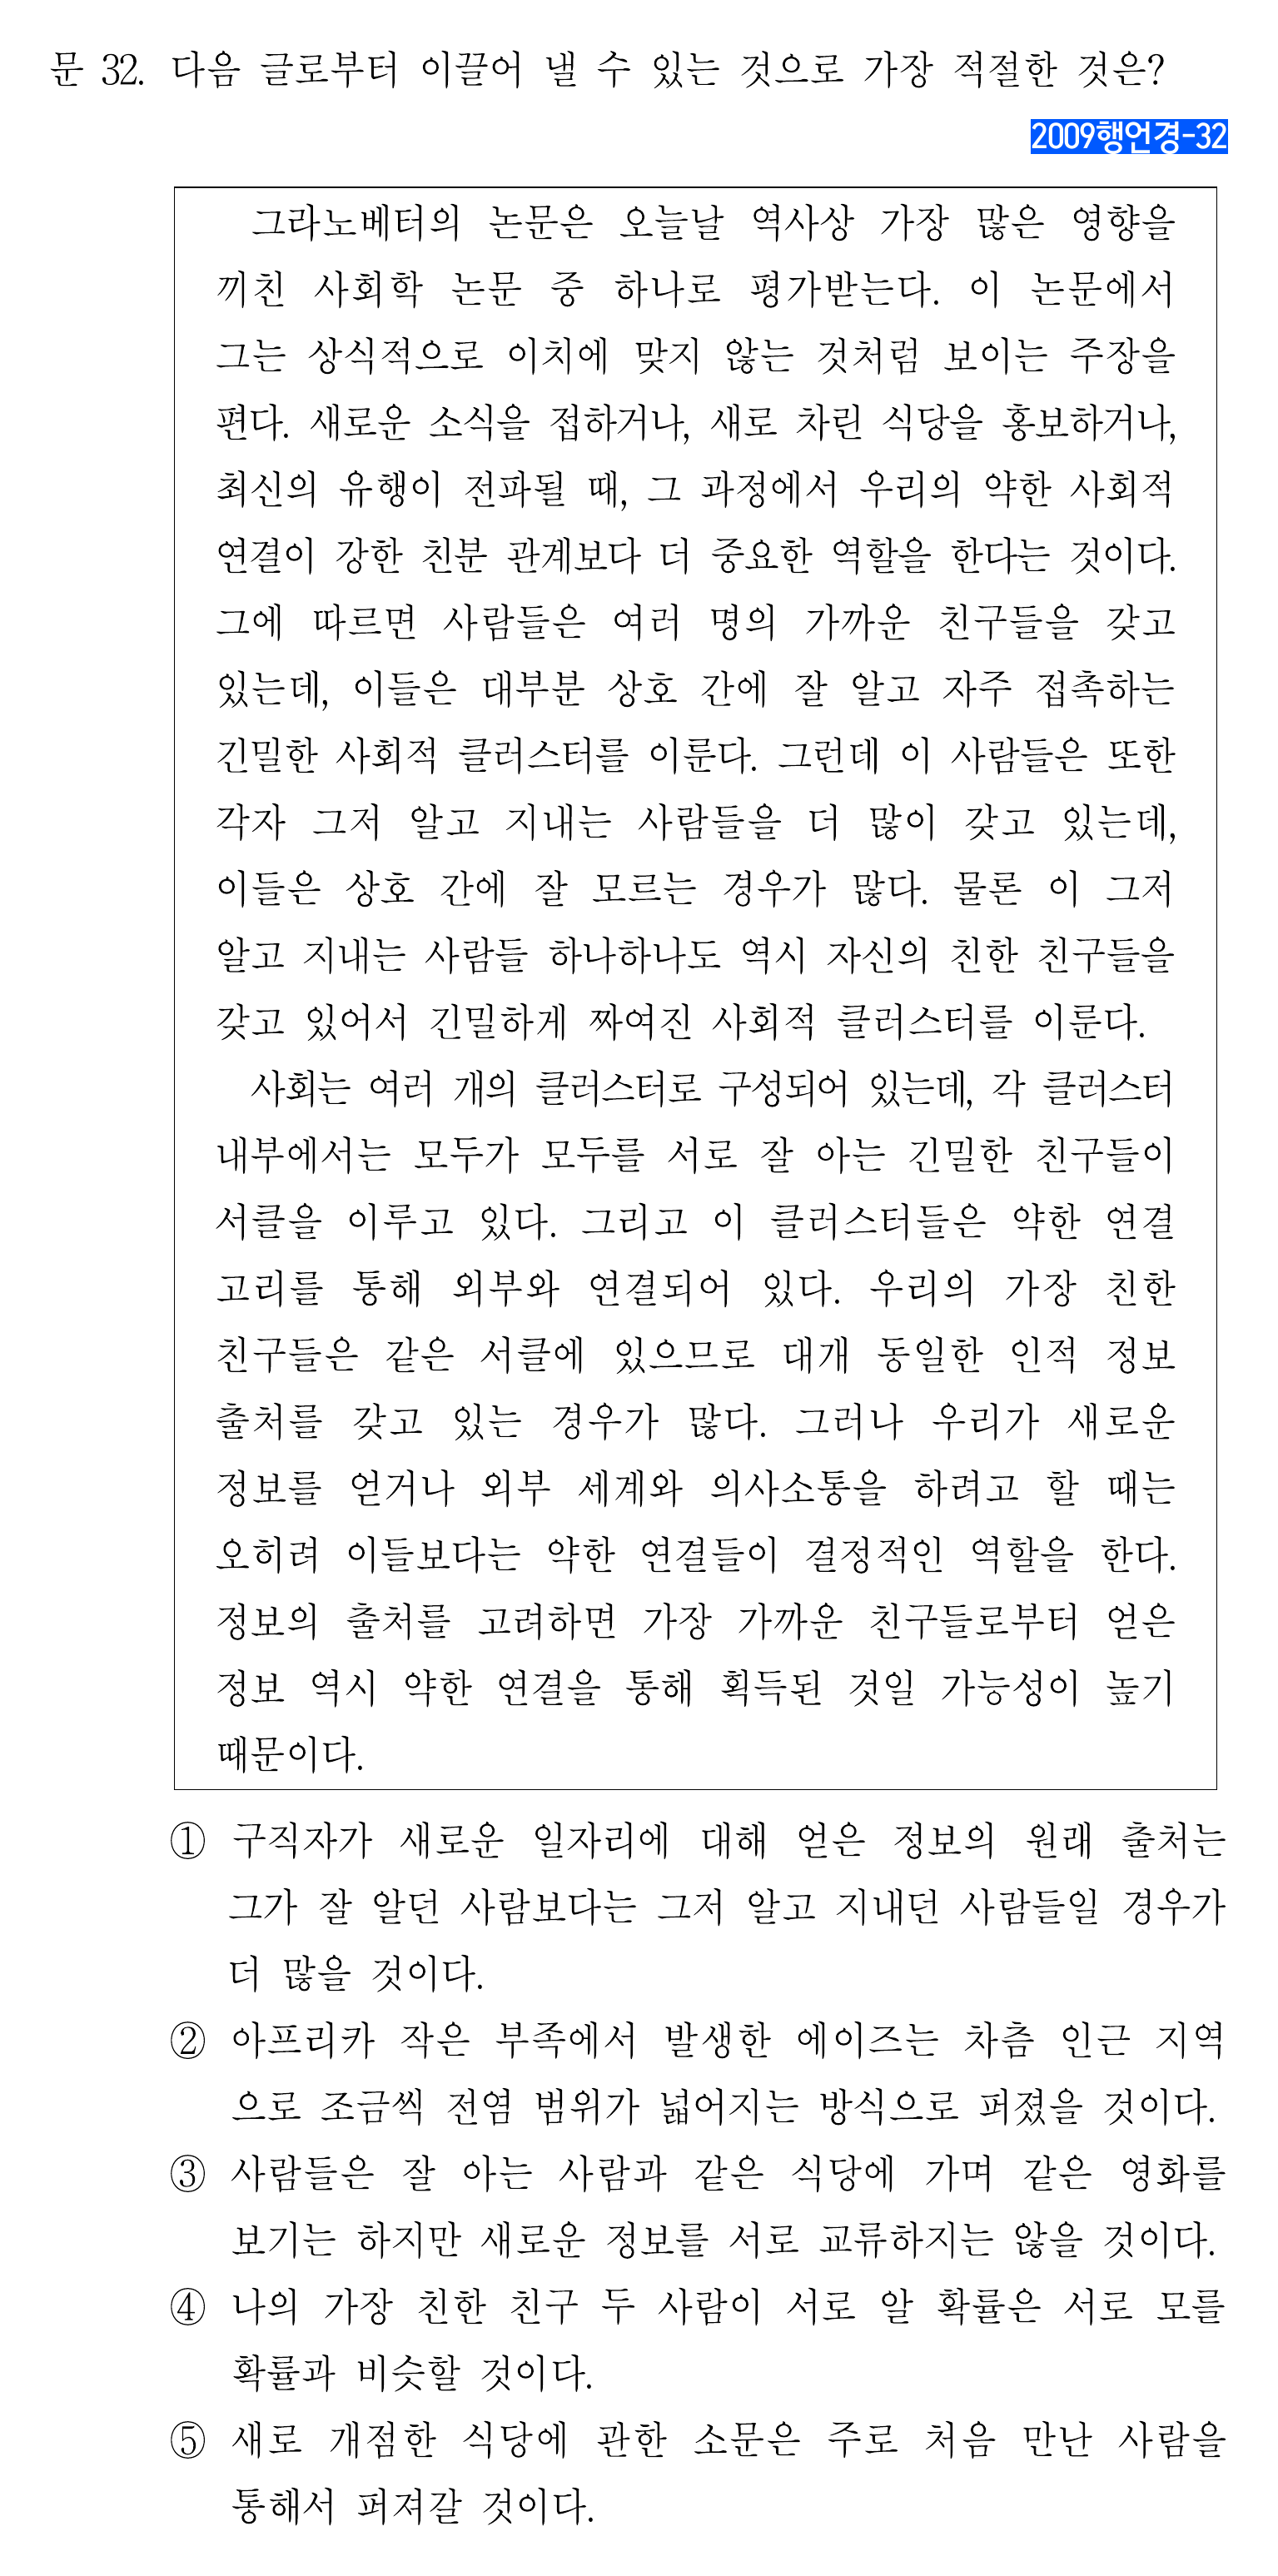 문 32. 다음 글로부터 이끌어 낼 수 있는 것으로 가장 적절한 것은?
2009행언경-32
그라노베터의 논문은 오늘날 역사상 가장 많은 영향을
끼친 사회학 논문 중 하나로 평가받는다. 이 논문에서
그는 상식적으로 이치에 맞지 않는 것처럼 보이는 주장을
편다. 새로운 소식을 접하거나, 새로 차린 식당을 홍보하거나,
최신의 유행이 전파될 때, 그 과정에서 우리의 약한 사회적
연결이 강한 친분 관계보다 더 중요한 역할을 한다는 것이다.
그에 따르면 사람들은 여러 명의 가까운 친구들을 갖고
있는데, 이들은 대부분 상호 간에 잘 알고 자주 접촉하는
긴밀한 사회적 클러스터를 이룬다. 그런데 이 사람들은 또한
각자 그저 알고 지내는 사람들을 더 많이 갖고 있는데,
이들은 상호 간에 잘 모르는 경우가 많다. 물론 이 그저
알고 지내는 사람들 하나하나도 역시 자신의 친한 친구들을
갖고 있어서 긴밀하게 짜여진 사회적 클러스터를 이룬다.
사회는 여러 개의 클러스터로 구성되어 있는데, 각 클러스터
내부에서는 모두가 모두를 서로 잘 아는 긴밀한 친구들이
서클을 이루고 있다. 그리고 이 클러스터들은 약한 연결
고리를 통해 외부와 연결되어 있다. 우리의 가장 친한
친구들은 같은 서클에 있으므로 대개 동일한 인적 정보
출처를 갖고 있는 경우가 많다. 그러나 우리가 새로운
정보를 얻거나 외부 세계와 의사소통을 하려고 할 때는
오히려 이들보다는 약한 연결들이 결정적인 역할을 한다.
정보의 출처를 고려하면 가장 가까운 친구들로부터 얻은
정보 역시 약한 연결을 통해 획득된 것일 가능성이 높기
때문이다.
① 구직자가 새로운 일자리에 대해 얻은 정보의 원래 출처는
그가 잘 알던 사람보다는 그저 알고 지내던 사람들일 경우가
더 많을 것이다.
② 아프리카 작은 부족에서 발생한 에이즈는 차츰 인근 지역
으로 조금씩 전염 범위가 넓어지는 방식으로 퍼졌을 것이다.
③ 사람들은 잘 아는 사람과 같은 식당에 가며 같은 영화를
보기는 하지만 새로운 정보를 서로 교류하지는 않을 것이다.
④ 나의 가장 친한 친구 두 사람이 서로 알 확률은 서로 모를
확률과 비슷할 것이다.
⑤ 새로 개점한 식당에 관한 소문은 주로 처음 만난 사람을
통해서 퍼져갈 것이다.